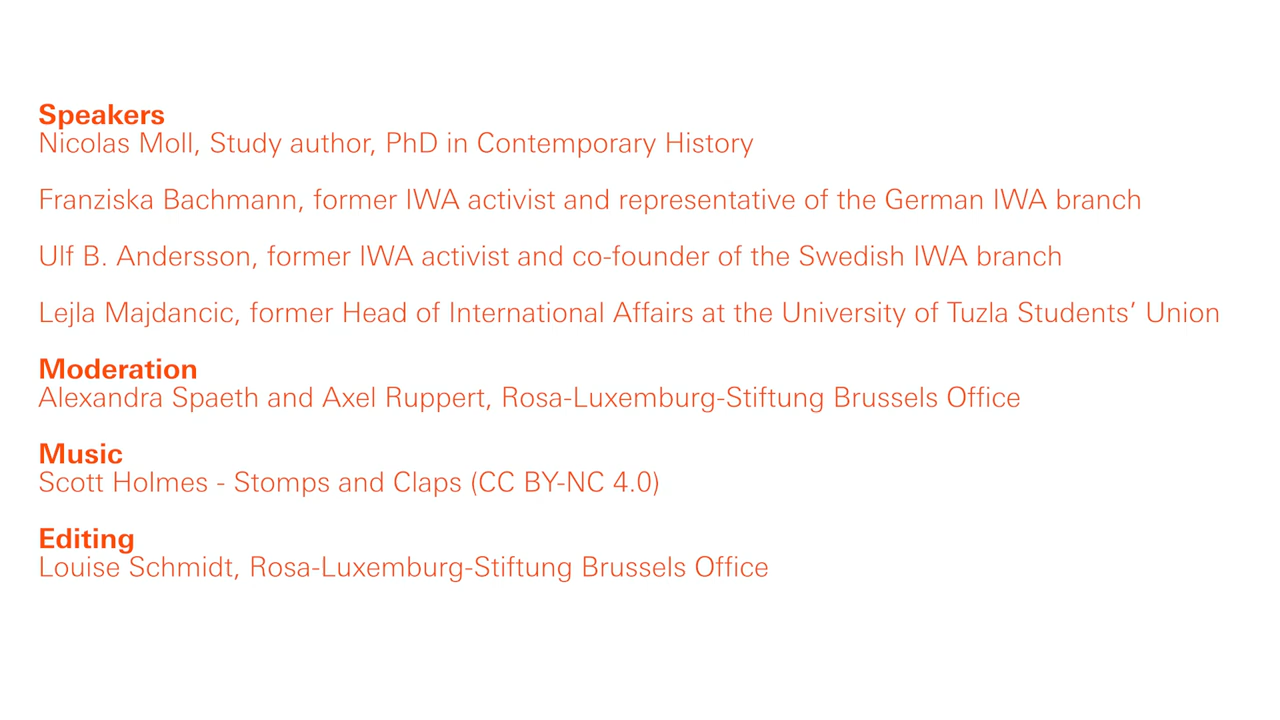 Speakers
Nicolas Moll, Study author, PhD in Contemporary History
Franziska Bachmann, former IWA activist and representative of the German IWA branch
Ulf B. Andersson, former IWA activist and co-founder of the Swedish IWA branch
Lejla Majdancic, former Head of International Affairs at the University of Tuzla Students’ Union
Moderation
Alexandra Spaeth and Axel Ruppert, Rosa-Luxemburg-Stiftung Brussels Office
Music
Scott Holmes - Stomps and Claps (CC BY-NC 4.0)
Editing
Louise Schmidt, Rosa-Luxemburg-Stiftung Brussels Office